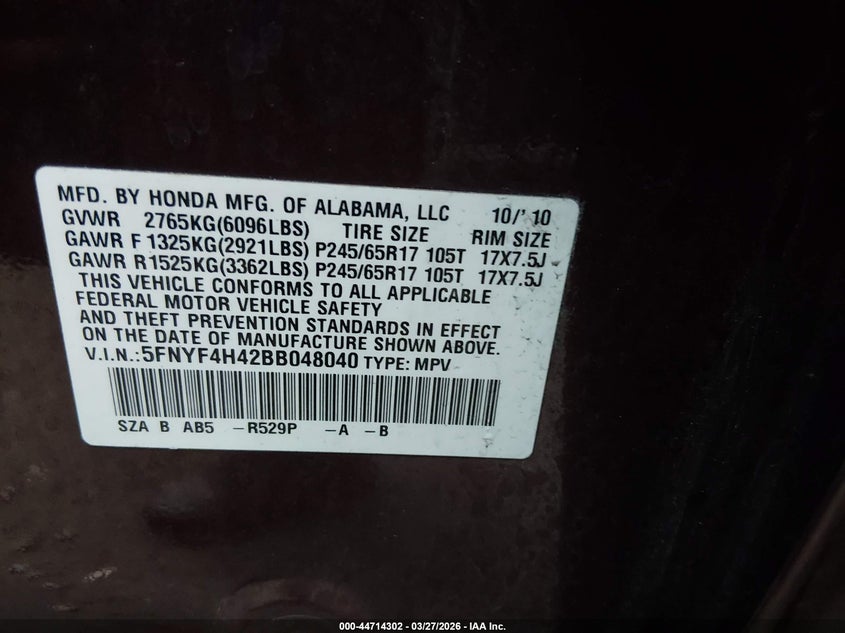 MFD. BY HONDA MFG. OF ALABAMA, LLC 10/'10
GVWR 2765KG(6096LBS) TIRE SIZE RIM SIZE
GAWR F 1325KG(2921LBS) P245/65R17 105T 17X7.5J
GAWR R1525KG(3362LBS) P245/65R17 105T 17X7.5J
THIS VEHICLE CONFORMS TO ALL APPLICABLE
FEDERAL MOTOR VEHICLE SAFETY
AND THEFT PREVENTION STANDARDS IN EFFECT
ON THE DATE OF MANUFACTURE SHOWN ABOVE.
V.I.N.:5FNYF4H42BB048040 TYPE: MPV
SZA B AB5 -R529P -A -B
000-44714302 - 03/27/2026 - IAA Inc.